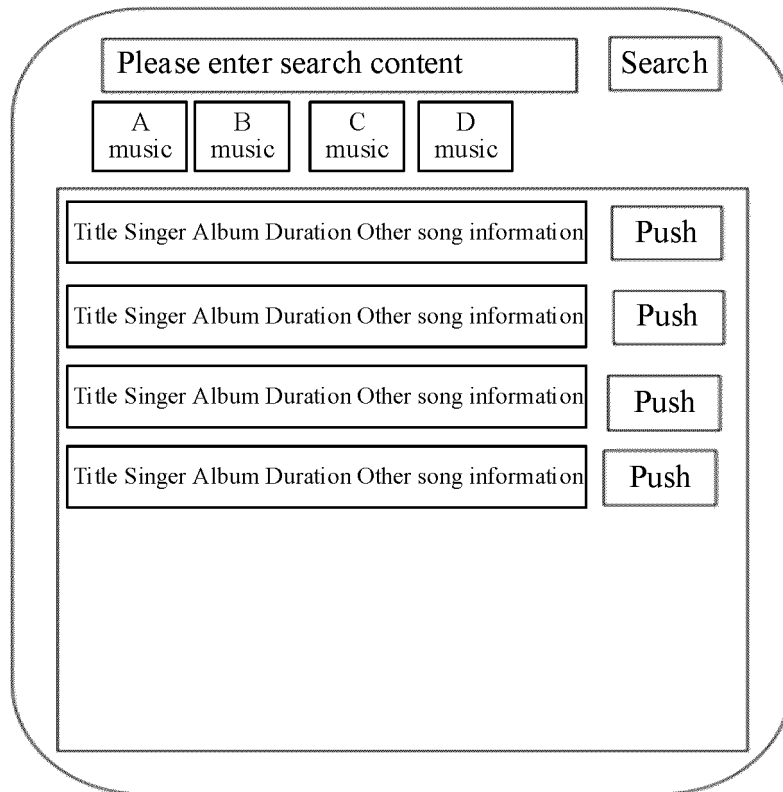 Please enter search content
Search
A
music
B
music
C
music
D
music
Title Singer Album Duration Other song information
Push
Title Singer Album Duration Other song information
Push
Title Singer Album Duration Other song information
Push
Title Singer Album Duration Other song information
Push